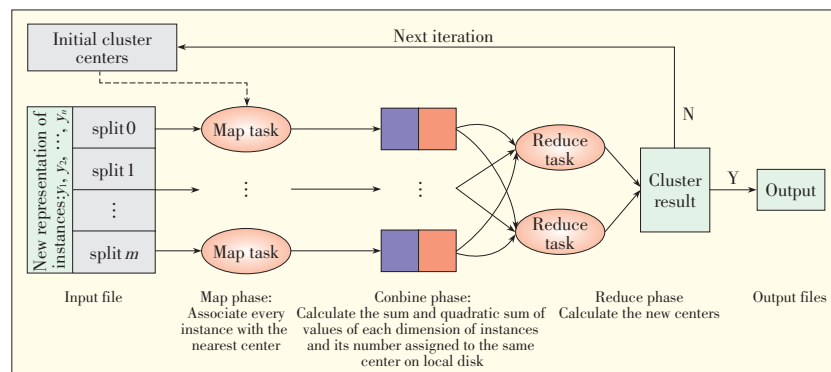 Initial cluster
centers
Next iteration
N
New representation of
instances:y1, y2, ···, yn
split 0
split 1
⋮
split m
Map task
⋮
Map task
⋮
Reduce
task
Reduce
task
Cluster
result
Y
Output
Input file
Map phase:
Associate every
instance with the
nearest center
Conbine phase:
Calculate the sum and quadratic sum of
values of each dimension of instances
and its number assigned to the same
center on local disk
Reduce phase
Calculate the new centers
Output files